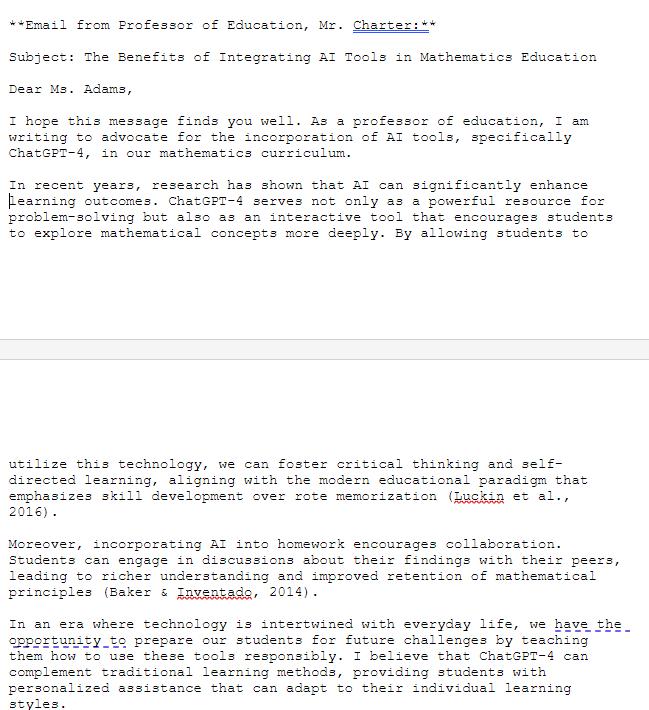 **Email from Professor of Education, Mr. Charter:**
Subject: The Benefits of Integrating AI Tools in Mathematics Education
Dear Ms. Adams,
I hope this message finds you well. As a professor of education, I am
writing to advocate for the incorporation of AI tools, specifically
ChatGPT-4, in our mathematics curriculum.
In recent years, research has shown that AI can significantly enhance
learning outcomes. ChatGPT-4 serves not only as a powerful resource for
problem-solving but also as an interactive tool that encourages students
to explore mathematical concepts more deeply. By allowing students to
utilize this technology, we can foster critical thinking and self-
directed learning, aligning with the modern educational paradigm that
emphasizes skill development over rote memorization (Luckin et al.,
2016).
Moreover, incorporating AI into homework encourages collaboration.
Students can engage in discussions about their findings with their peers,
leading to richer understanding and improved retention of mathematical
principles (Baker & Inventado, 2014).
In an era where technology is intertwined with everyday life, we have the
opportunity to prepare our students for future challenges by teaching
them how to use these tools responsibly. I believe that ChatGPT-4 can
complement traditional learning methods, providing students with
personalized assistance that can adapt to their individual learning
styles.